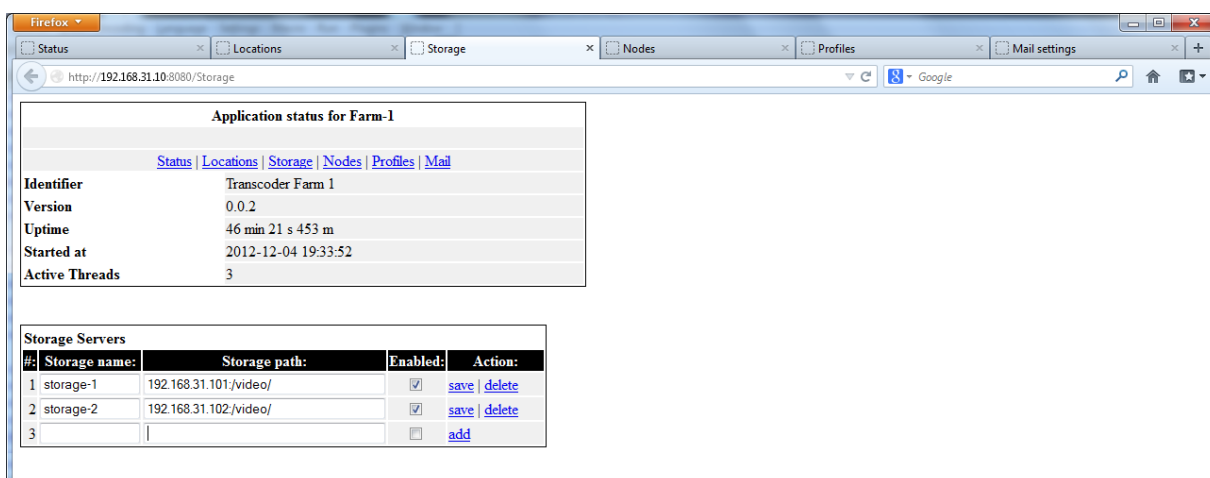 Firefox
Status Locations Storage Nodes Profiles Mail settings
http://192.168.31.10:8080/Storage Google
Application status for Farm-1
Status | Locations | Storage | Nodes | Profiles | Mail
Identifier Transcoder Farm 1
Version 0.0.2
Uptime 46 min 21 s 453 m
Started at 2012-12-04 19:33:52
Active Threads 3
Storage Servers
#: Storage name: Storage path: Enabled: Action:
1 storage-1 192.168.31.101:/video/ save | delete
2 storage-2 192.168.31.102:/video/ save | delete
3 add